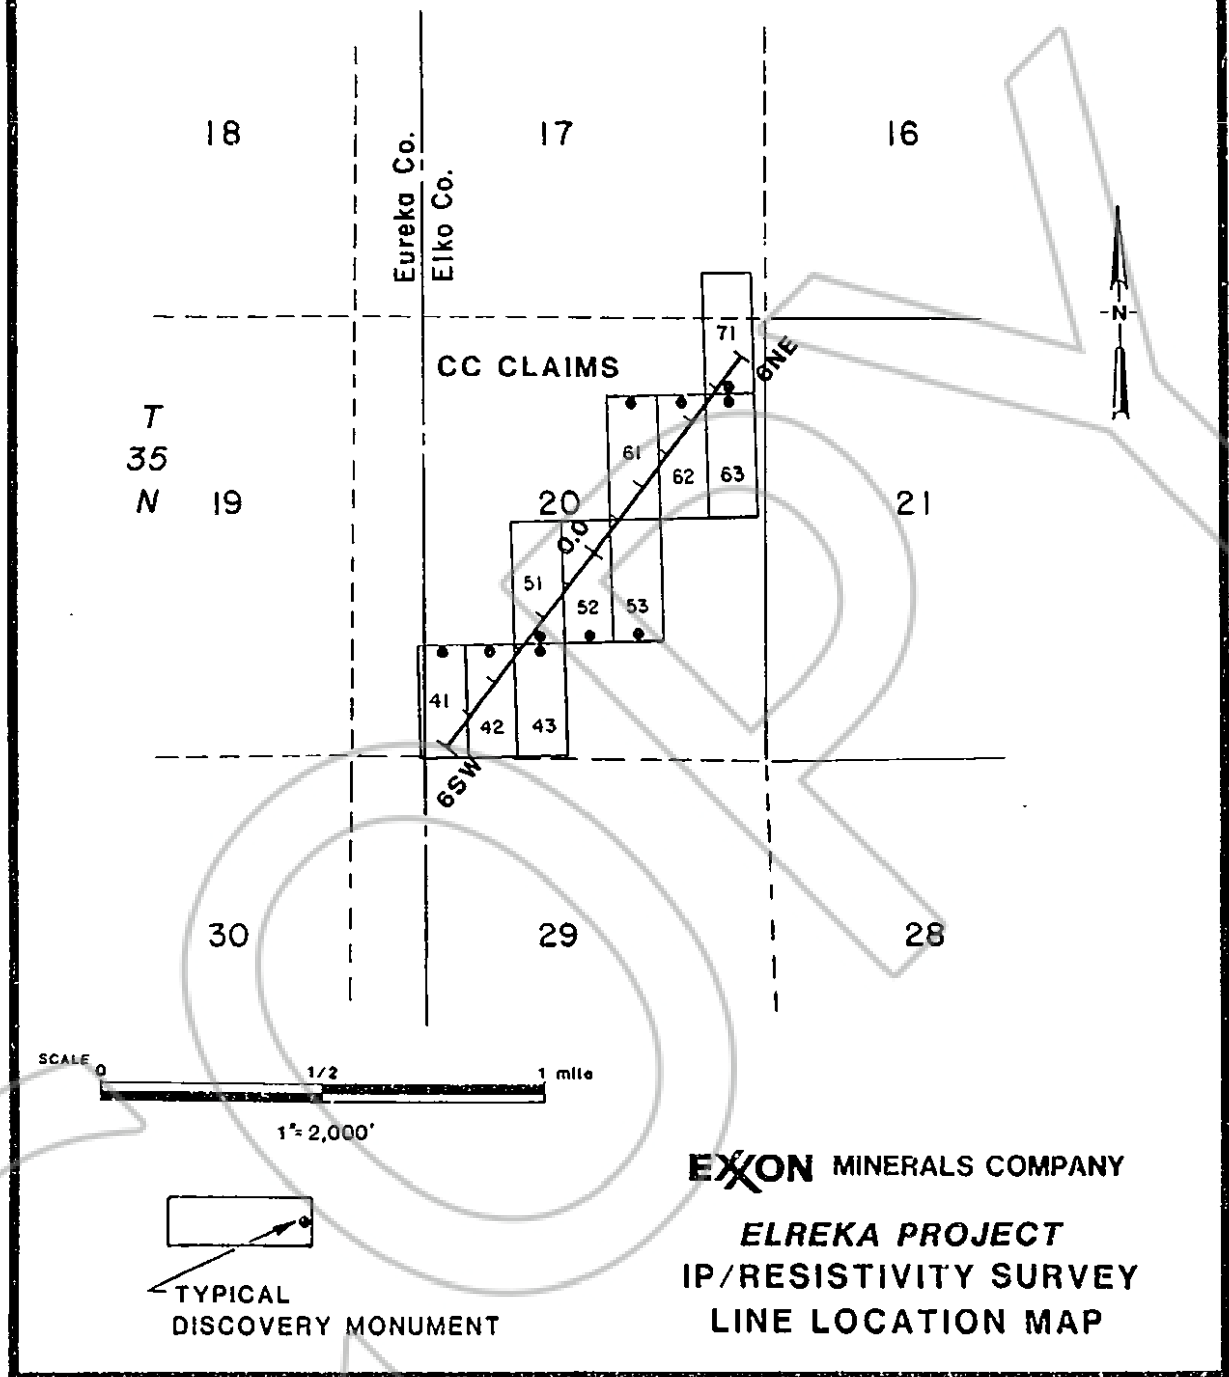 18
17
16
Eureka Co.
Elko Co.
-N-
71
6NE
CC CLAIMS
T
35
N
19
61
62
63
20
21
0.0
51
52
53
41
42
43
6SW
30
29
28
SCALE 0 1/2 1 mile
1"= 2,000'
EXXON MINERALS COMPANY
ELREKA PROJECT
IP/RESISTIVITY SURVEY
LINE LOCATION MAP
TYPICAL
DISCOVERY MONUMENT
COPY